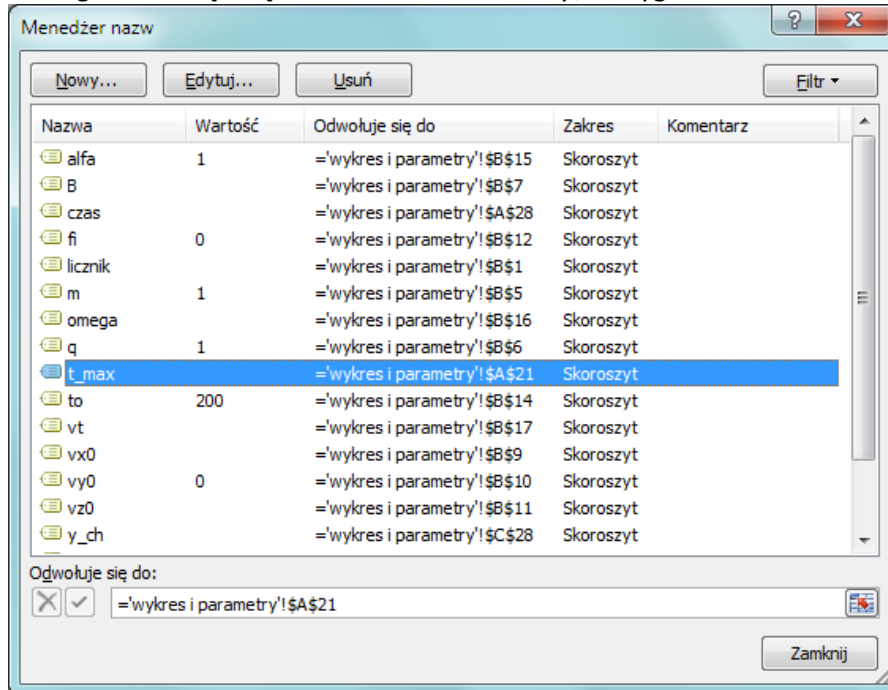 Menedżer nazw
Nowy... Edytuj... Usuń Filtr
Nazwa Wartość Odwołuje się do Zakres Komentarz
alfa 1 ='wykres i parametry'!$B$15 Skoroszyt
B ='wykres i parametry'!$B$7 Skoroszyt
czas ='wykres i parametry'!$A$28 Skoroszyt
fi 0 ='wykres i parametry'!$B$12 Skoroszyt
licznik ='wykres i parametry'!$B$1 Skoroszyt
m 1 ='wykres i parametry'!$B$5 Skoroszyt
omega ='wykres i parametry'!$B$16 Skoroszyt
q 1 ='wykres i parametry'!$B$6 Skoroszyt
t_max ='wykres i parametry'!$A$21 Skoroszyt
to 200 ='wykres i parametry'!$B$14 Skoroszyt
vt ='wykres i parametry'!$B$17 Skoroszyt
vx0 ='wykres i parametry'!$B$9 Skoroszyt
vy0 0 ='wykres i parametry'!$B$10 Skoroszyt
vz0 ='wykres i parametry'!$B$11 Skoroszyt
y_ch ='wykres i parametry'!$C$28 Skoroszyt
Odwołuje się do:
='wykres i parametry'!$A$21
Zamknij